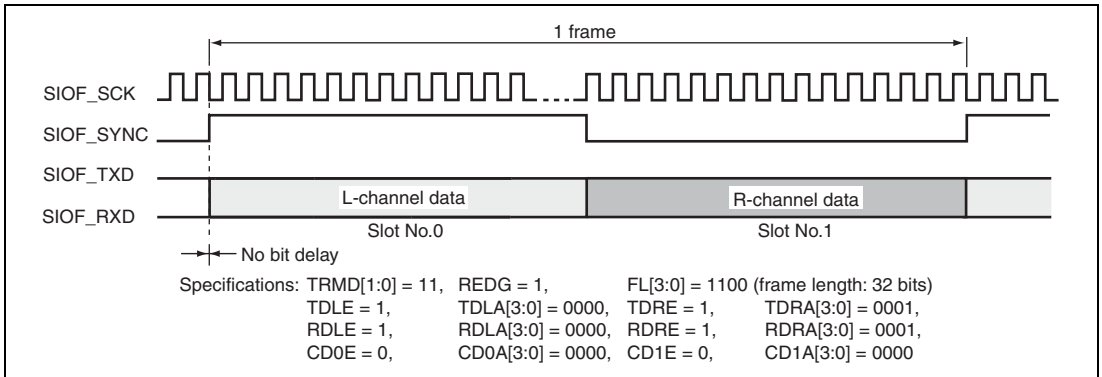 1 frame
SIOF_SCK
SIOF_SYNC
SIOF_TXD
L-channel data R-channel data
SIOF_RXD
Slot No.0 Slot No.1
No bit delay
Specifications: TRMD[1:0] = 11, REDG = 1, FL[3:0] = 1100 (frame length: 32 bits)
TDLE = 1, TDLA[3:0] = 0000, TDRE = 1, TDRA[3:0] = 0001,
RDLE = 1, RDLA[3:0] = 0000, RDRE = 1, RDRA[3:0] = 0001,
CD0E = 0, CD0A[3:0] = 0000, CD1E = 0, CD1A[3:0] = 0000